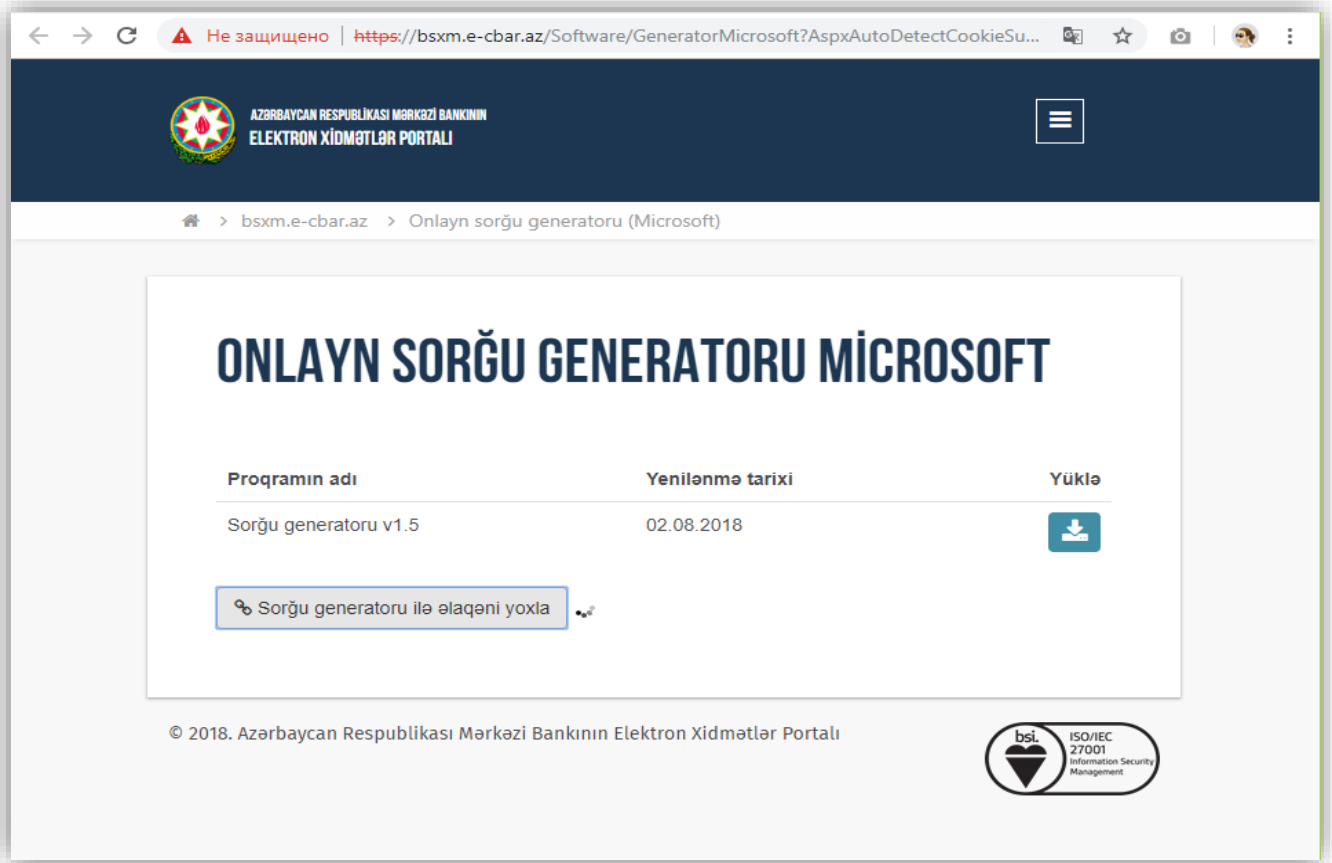 Не защищено | https://bsxm.e-cbar.az/Software/GeneratorMicrosoft?AspxAutoDetectCookieSu...
AZƏRBAYCAN RESPUBLİKASI MƏRKƏZİ BANKININ
ELEKTRON XİDMƏTLƏR PORTALI
> bsxm.e-cbar.az > Onlayn sorğu generatoru (Microsoft)
ONLAYN SORĞU GENERATORU MİCROSOFT
Proqramın adı Yenilənmə tarixi Yüklə
Sorğu generatoru v1.5 02.08.2018
Sorğu generatoru ilə əlaqəni yoxla
© 2018. Azərbaycan Respublikası Mərkəzi Bankının Elektron Xidmətlər Portalı
bsi.
ISO/IEC
27001
Information Security
Management